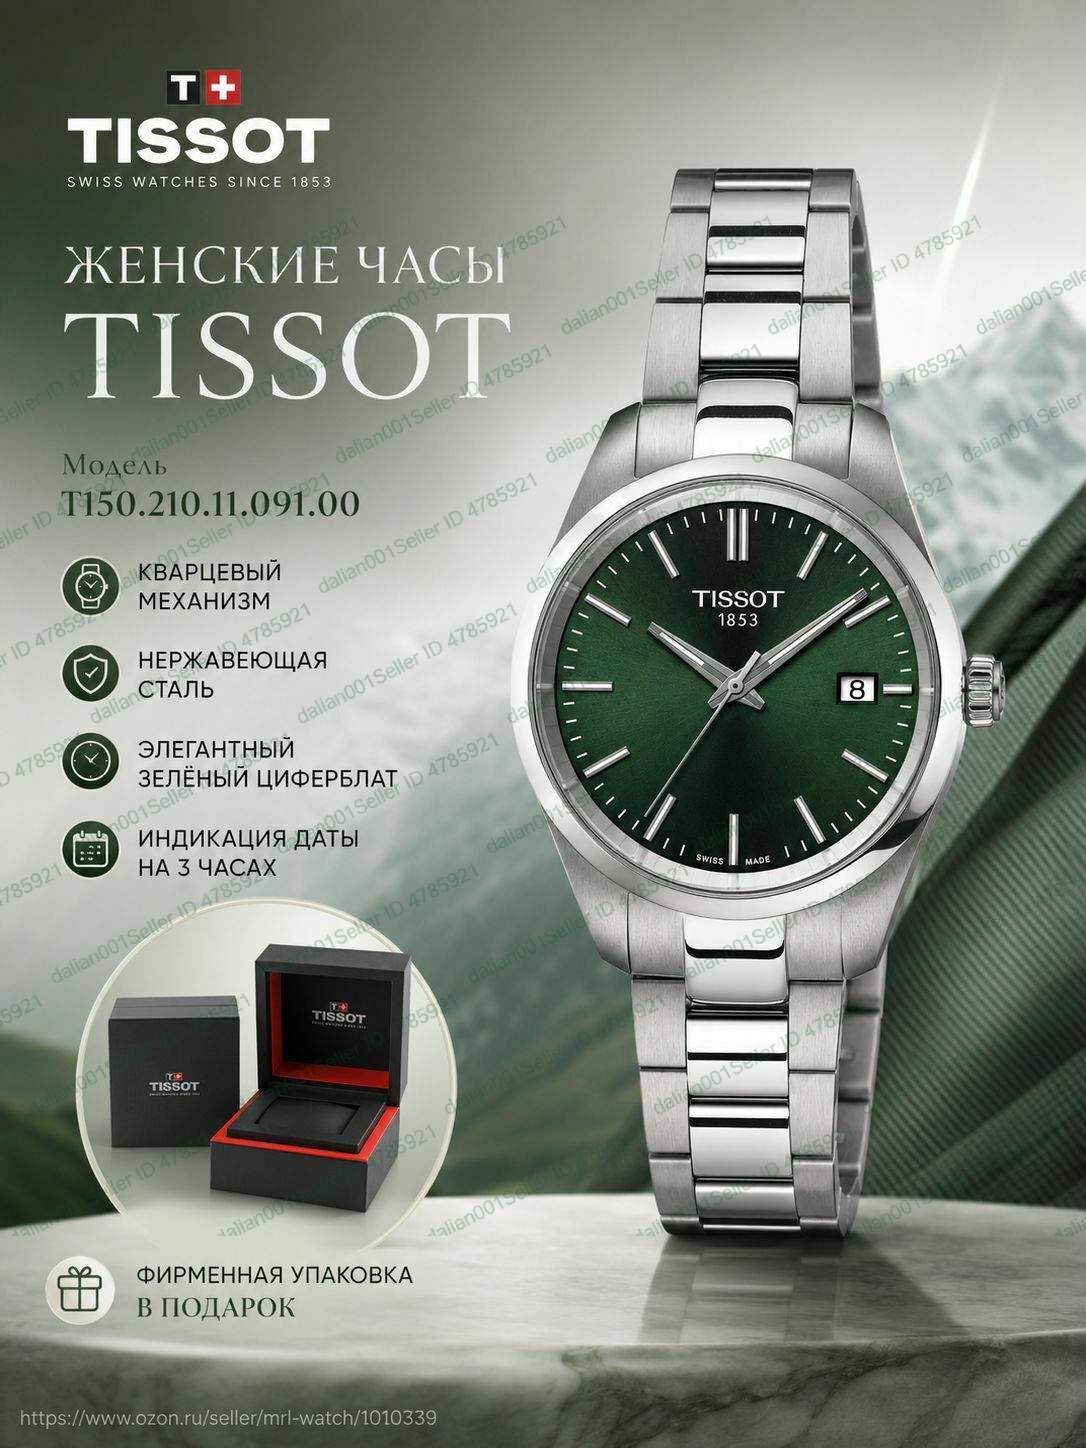 T+
TISSOT
SWISS WATCHES SINCE 1853
ЖЕНСКИЕ ЧАСЫ
TISSOT
Модель
T150.210.11.091.00
КВАРЦЕВЫЙ
МЕХАНИЗМ
НЕРЖАВЕЮЩАЯ
СТАЛЬ
ЭЛЕГАНТНЫЙ
ЗЕЛЁНЫЙ ЦИФЕРБЛАТ
ИНДИКАЦИЯ ДАТЫ
НА 3 ЧАСАХ
TISSOT
1853
8
SWISS MADE
TISSOT
TISSOT
ФИРМЕННАЯ УПАКОВКА
В ПОДАРОК
https://www.ozon.ru/seller/mrl-watch/1010339
dalian001Seller ID 4785921